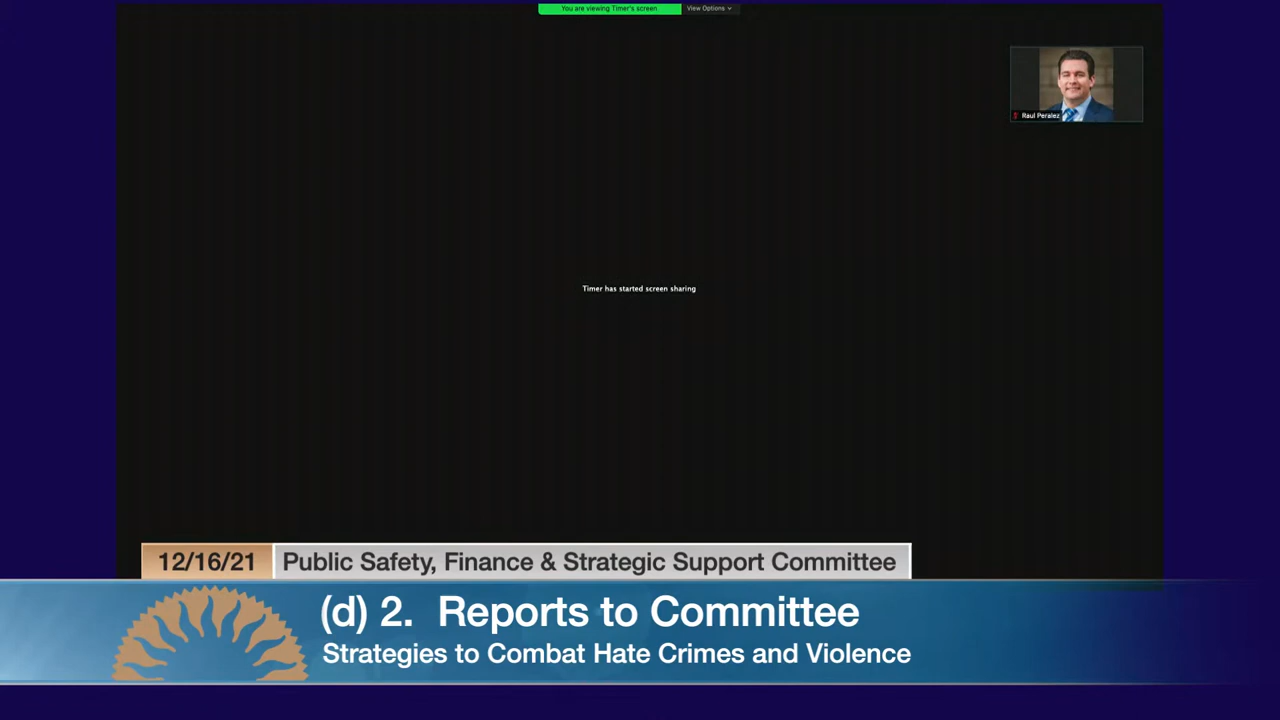 You are viewing Timer's screen
View Options
Raul Peralez
Timer has started screen sharing
12/16/21
Public Safety, Finance & Strategic Support Committee
(d) 2. Reports to Committee
Strategies to Combat Hate Crimes and Violence